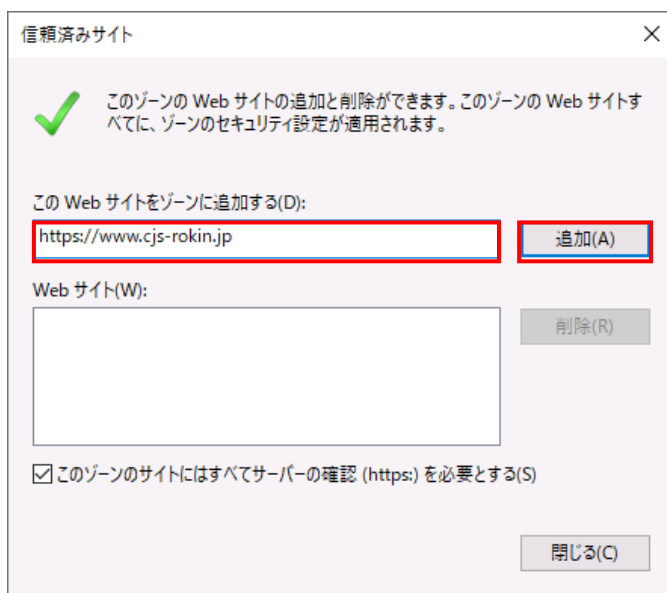 信頼済みサイト
このゾーンの Web サイトの追加と削除ができます。このゾーンの Web サイトす
べてに、ゾーンのセキュリティ設定が適用されます。
この Web サイトをゾーンに追加する(D):
https://www.cjs-rokin.jp
追加(A)
Web サイト(W):
削除(R)
このゾーンのサイトにはすべてサーバーの確認 (https:) を必要とする(S)
閉じる(C)